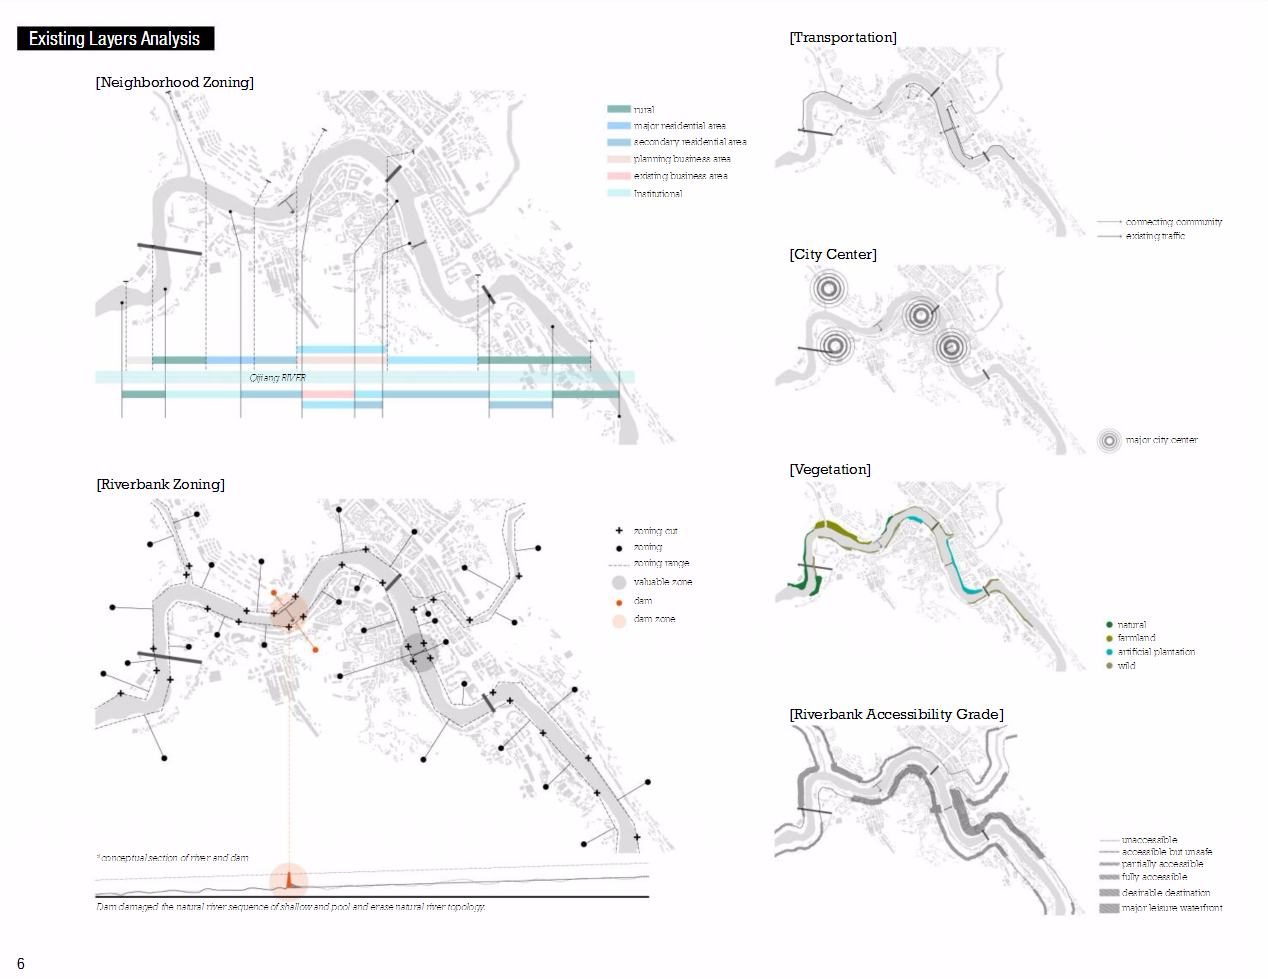 Existing Layers Analysis
[Neighborhood Zoning]
rural
major residential area
secondary residential area
planning business area
existing business area
Institutional
Qijiang RIVER
[Riverbank Zoning]
zoning cut
zoning
zoning range
valuable zone
dam
dam zone
* conceptual section of river and dam
Dam damaged the natural river sequence of shallow and pool and erase natural river topology.
[Transportation]
connecting community
existing traffic
[City Center]
major city center
[Vegetation]
natural
farmland
artificial plantation
wild
[Riverbank Accessibility Grade]
unaccessible
accessible but unsafe
partially accessible
fully accessible
desirable destination
major leisure waterfront
6